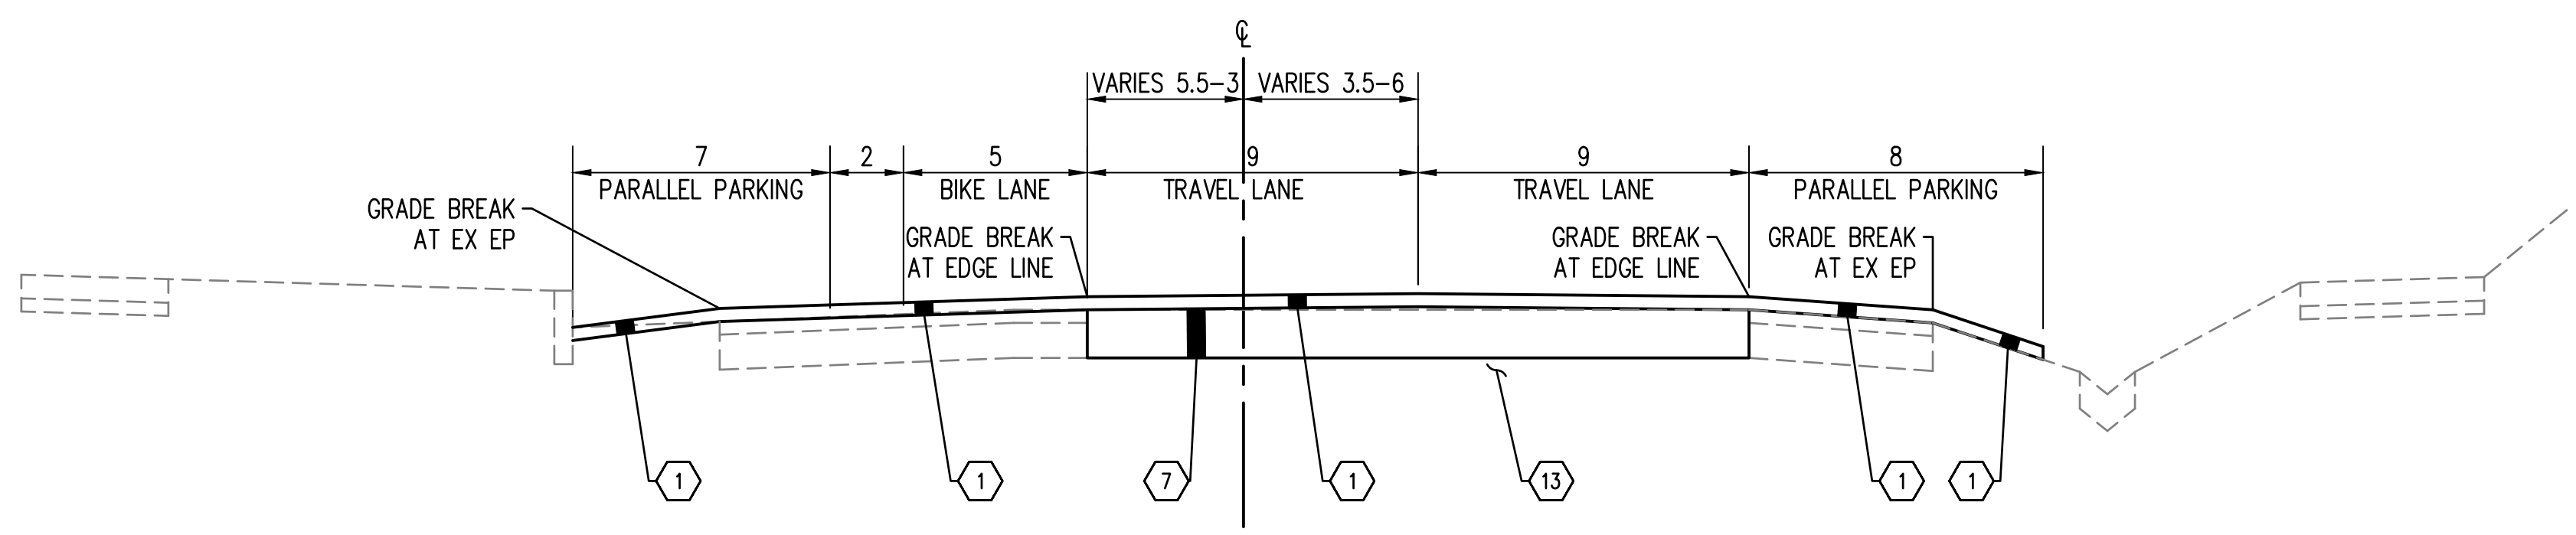 ℄
VARIES 5.5-3 VARIES 3.5-6
7 2 5 9 9 8
PARALLEL PARKING BIKE LANE TRAVEL LANE TRAVEL LANE PARALLEL PARKING
GRADE BREAK
AT EX EP
GRADE BREAK
AT EDGE LINE
GRADE BREAK
AT EDGE LINE
GRADE BREAK
AT EX EP
1 1 7 1 13 1 1